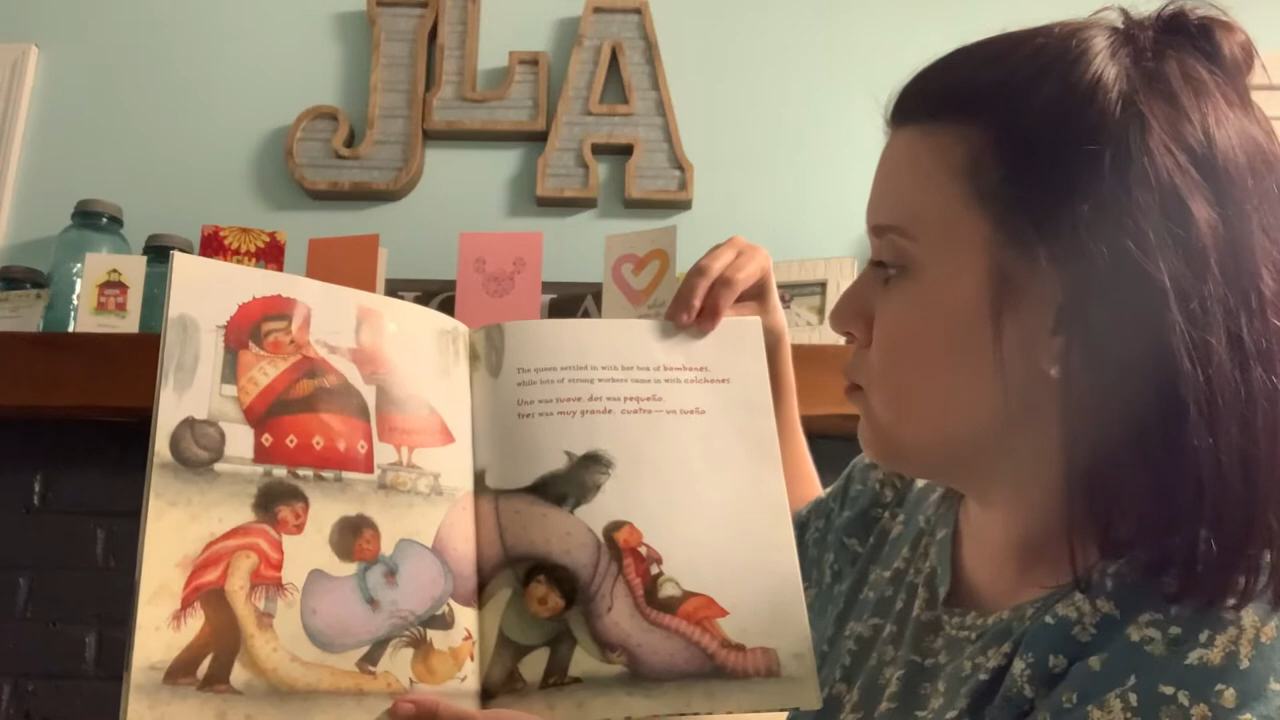 JLA
The queen settled in with her box of bombones,
while lots of strong workers came in with colchones.
Uno was suave, dos was pequeño,
tres was muy grande, cuatro—un sueño